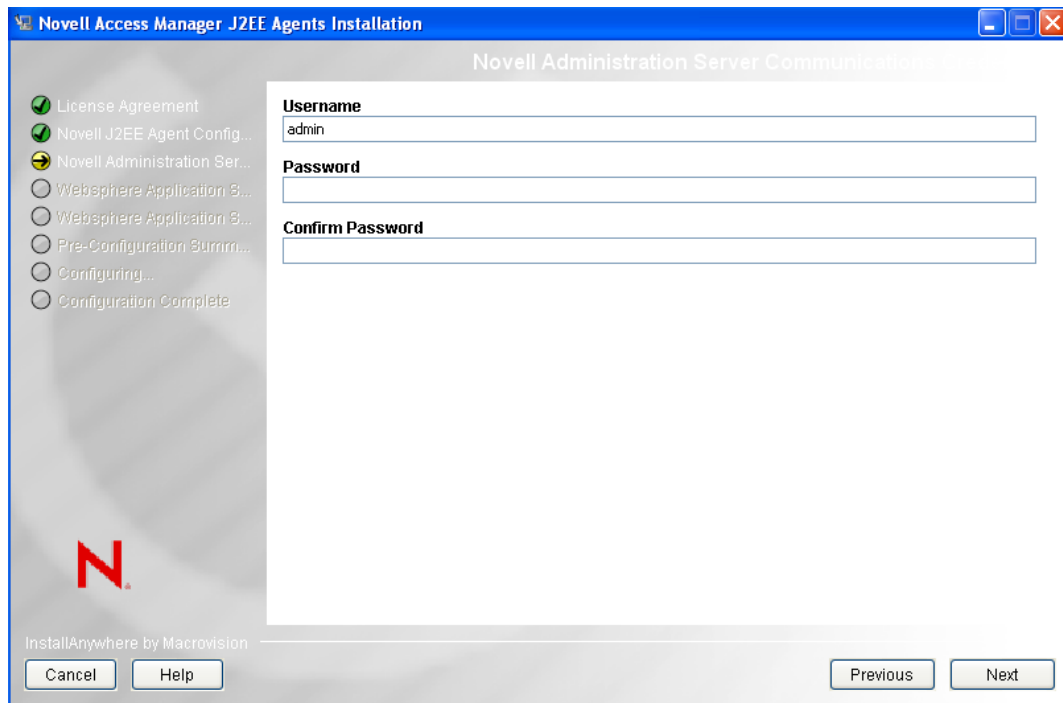 Novell Access Manager J2EE Agents Installation
Novell Administration Server Communications
License Agreement
Novell J2EE Agent Config...
Novell Administration Ser...
Websphere Application S...
Websphere Application S...
Pre-Configuration Summ...
Configuring...
Configuration Complete
Username
admin
Password
Confirm Password
N
InstallAnywhere by Macrovision
Cancel
Help
Previous
Next